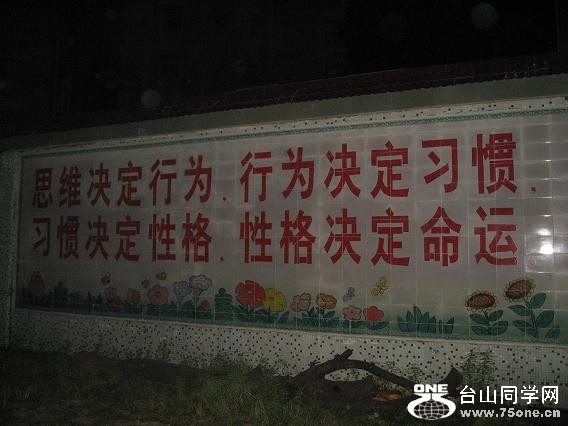 思维决定行为，行为决定习惯，
习惯决定性格，性格决定命运
ONE 台山同学网
www.75one.cn